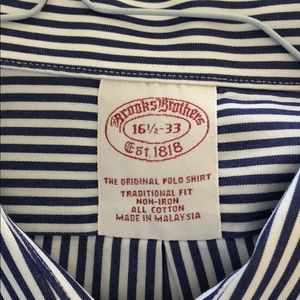 Brooks Brothers
16½-33
Est. 1818
THE ORIGINAL POLO SHIRT
TRADITIONAL FIT
NON-IRON
ALL COTTON
MADE IN MALAYSIA